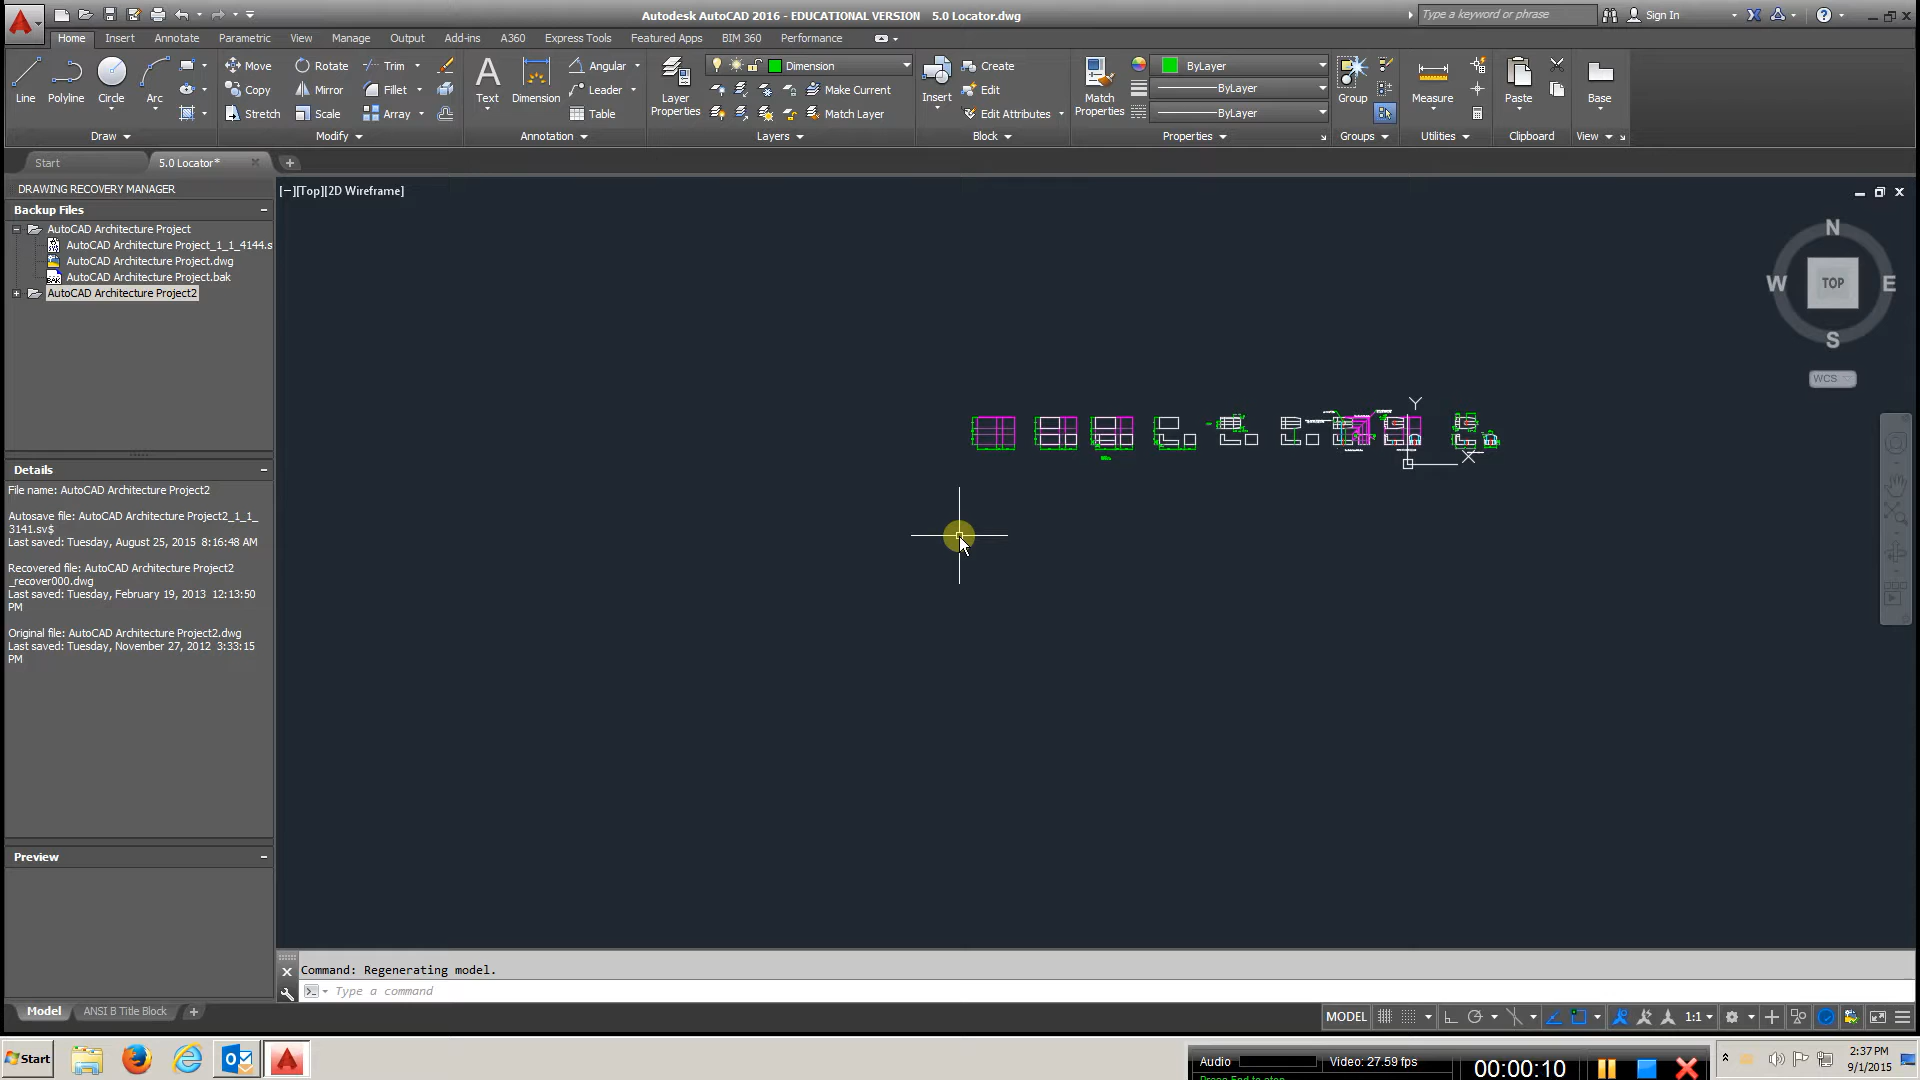 Autodesk AutoCAD 2016 - EDUCATIONAL VERSION 5.0 Locator.dwg
Type a keyword or phrase
Sign In
Home Insert Annotate Parametric View Manage Output Add-ins A360 Express Tools Featured Apps BIM 360 Performance
Line Polyline Circle Arc
Draw
Move Rotate Trim
Copy Mirror Fillet
Stretch Scale Array
Modify
Text Dimension
Angular
Leader
Table
Annotation
Layer Properties
Dimension
Make Current
Match Layer
Layers
Insert
Create
Edit
Edit Attributes
Block
Match Properties
ByLayer
ByLayer
ByLayer
Properties
Group
Groups
Measure
Utilities
Paste
Clipboard
Base
View
Start 5.0 Locator*
DRAWING RECOVERY MANAGER
Backup Files
AutoCAD Architecture Project
AutoCAD Architecture Project_1_1_4144.s
AutoCAD Architecture Project.dwg
AutoCAD Architecture Project.bak
AutoCAD Architecture Project2
Details
File name: AutoCAD Architecture Project2
Autosave file: AutoCAD Architecture Project2_1_1_
3141.sv$
Last saved: Tuesday, August 25, 2015 8:16:48 AM
Recovered file: AutoCAD Architecture Project2
_recover000.dwg
Last saved: Tuesday, February 19, 2013 12:13:50
PM
Original file: AutoCAD Architecture Project2.dwg
Last saved: Tuesday, November 27, 2012 3:33:15
PM
Preview
[−][Top][2D Wireframe]
N
W TOP E
S
WCS
Y
X
Command: Regenerating model.
Type a command
Model ANSI B Title Block
MODEL
1:1
Start
Audio
Video: 27.59 fps
Press End to stop
00:00:10
2:37 PM
9/1/2015